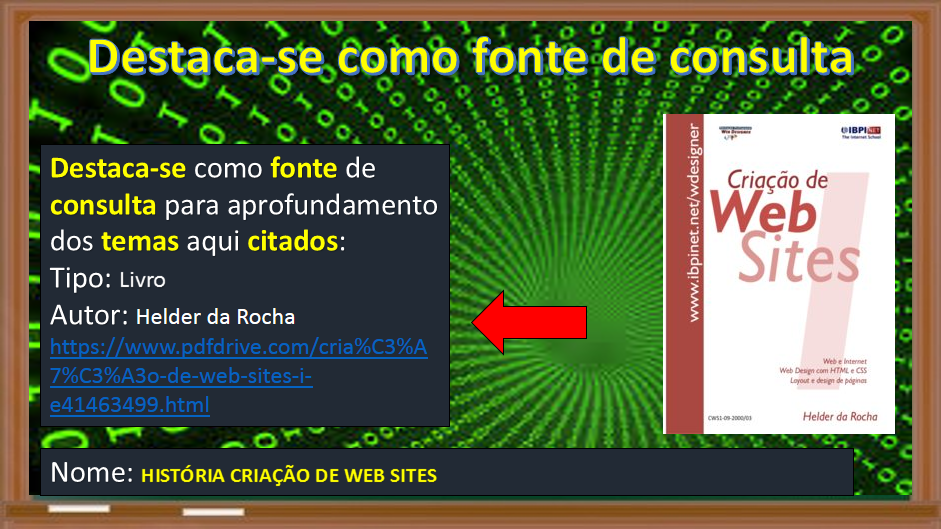 Destaca-se como fonte de consulta
Destaca-se como fonte de
consulta para aprofundamento
dos temas aqui citados:
Tipo: Livro
Autor: Helder da Rocha
https://www.pdfdrive.com/cria%C3%A
7%C3%A3o-de-web-sites-i-
e41463499.html
www.ibpinet.net/wdesigner
IBPINET
The Internet School
Criação de
Web
Sites
Web e Internet
Web Design com HTML e CSS
Layout e design de páginas
CWS1-09-2000/03
Helder da Rocha
Nome: HISTÓRIA CRIAÇÃO DE WEB SITES